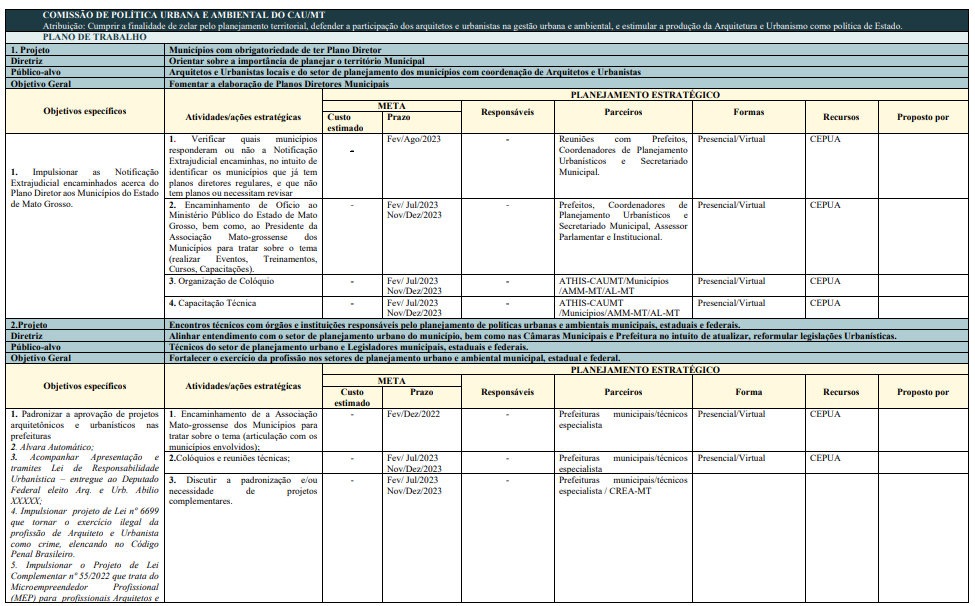 COMISSÃO DE POLÍTICA URBANA E AMBIENTAL DO CAU/MT
Atribuição: Cumprir a finalidade de zelar pelo planejamento territorial, defender a participação dos arquitetos e urbanistas na gestão urbana e ambiental, e estimular a produção da Arquitetura e Urbanismo como política de Estado.
PLANO DE TRABALHO
1. Projeto Municípios com obrigatoriedade de ter Plano Diretor
Diretriz Orientar sobre a importância de planejar o território Municipal
Público-alvo Arquitetos e Urbanistas locais e do setor de planejamento dos municípios com coordenação de Arquitetos e Urbanistas
Objetivo Geral Fomentar a elaboração de Planos Diretores Municipais
Objetivos específicos
Atividades/ações estratégicas
PLANEJAMENTO ESTRATÉGICO
META
Custo
estimado
Prazo
Responsáveis
Parceiros
Formas
Recursos
Proposto por
1. Impulsionar as Notificação
Extrajudicial encaminhados acerca do
Plano Diretor aos Municípios do Estado
de Mato Grosso.
1. Verificar quais municípios
responderam ou não a Notificação
Extrajudicial encaminhas, no intuito de
identificar os municípios que já tem
planos diretores regulares, e que não
tem planos ou necessitam revisar
-
Fev/Ago/2023
-
Reuniões com Prefeitos,
Coordenadores de Planejamento
Urbanísticos e Secretariado
Municipal.
Presencial/Virtual
CEPUA
2. Encaminhamento de Oficio ao
Ministério Público do Estado de Mato
Grosso, bem como, ao Presidente da
Associação Mato-grossense dos
Municípios para tratar sobre o tema
(realizar Eventos, Treinamentos,
Cursos, Capacitações).
-
Fev/ Jul/2023
Nov/Dez/2023
-
Prefeitos, Coordenadores de
Planejamento Urbanísticos e
Secretariado Municipal, Assessor
Parlamentar e Institucional.
Presencial/Virtual
CEPUA
3. Organização de Colóquio
-
Fev/ Jul/2023
Nov/Dez/2023
-
ATHIS-CAUMT/Municípios
/AMM-MT/AL-MT
Presencial/Virtual
CEPUA
4. Capacitação Técnica
-
Fev/ Jul/2023
Nov/Dez/2023
-
ATHIS-CAUMT
/Municípios/AMM-MT/AL-MT
Presencial/Virtual
CEPUA
2.Projeto Encontros técnicos com órgãos e instituições responsáveis pelo planejamento de políticas urbanas e ambientais municipais, estaduais e federais.
Diretriz Alinhar entendimento com o setor de planejamento urbano do município, bem como nas Câmaras Municipais e Prefeitura no intuito de atualizar, reformular legislações Urbanísticas.
Público-alvo Técnicos do setor de planejamento urbano e Legisladores municipais, estaduais e federais.
Objetivo Geral Fortalecer o exercício da profissão nos setores de planejamento urbano e ambiental municipal, estadual e federal.
Objetivos específicos
Atividades/ações estratégicas
PLANEJAMENTO ESTRATÉGICO
META
Custo
estimado
Prazo
Responsáveis
Parceiros
Forma
Recursos
Proposto por
1. Padronizar a aprovação de projetos
arquitetônicos e urbanísticos nas
prefeituras
2. Alvara Automático;
3. Acompanhar Apresentação e
tramites Lei de Responsabilidade
Urbanística – entregue ao Deputado
Federal eleito Arq. e Urb. Abilio
XXXXX;
4. Impulsionar projeto de Lei nº 6699
que tornar o exercício ilegal da
profissão de Arquiteto e Urbanista
como crime, elencando no Código
Penal Brasileiro.
5. Impulsionar o Projeto de Lei
Complementar nº 55/2022 que trata do
Microempreendedor Profissional
(MEP) para profissionais Arquitetos e
1. Encaminhamento de a Associação
Mato-grossense dos Municípios para
tratar sobre o tema (articulação com os
municípios envolvidos);
-
Fev/Dez/2022
-
Prefeituras municipais/técnicos
especialista
Presencial/Virtual
CEPUA
2.Colóquios e reuniões técnicas;
-
Fev/ Jul/2023
Nov/Dez/2023
-
Prefeituras municipais/técnicos
especialista
Presencial/Virtual
CEPUA
3. Discutir a padronização e/ou
necessidade de projetos
complementares.
-
Fev/ Jul/2023
Nov/Dez/2023
-
Prefeituras municipais/técnicos
especialista / CREA-MT